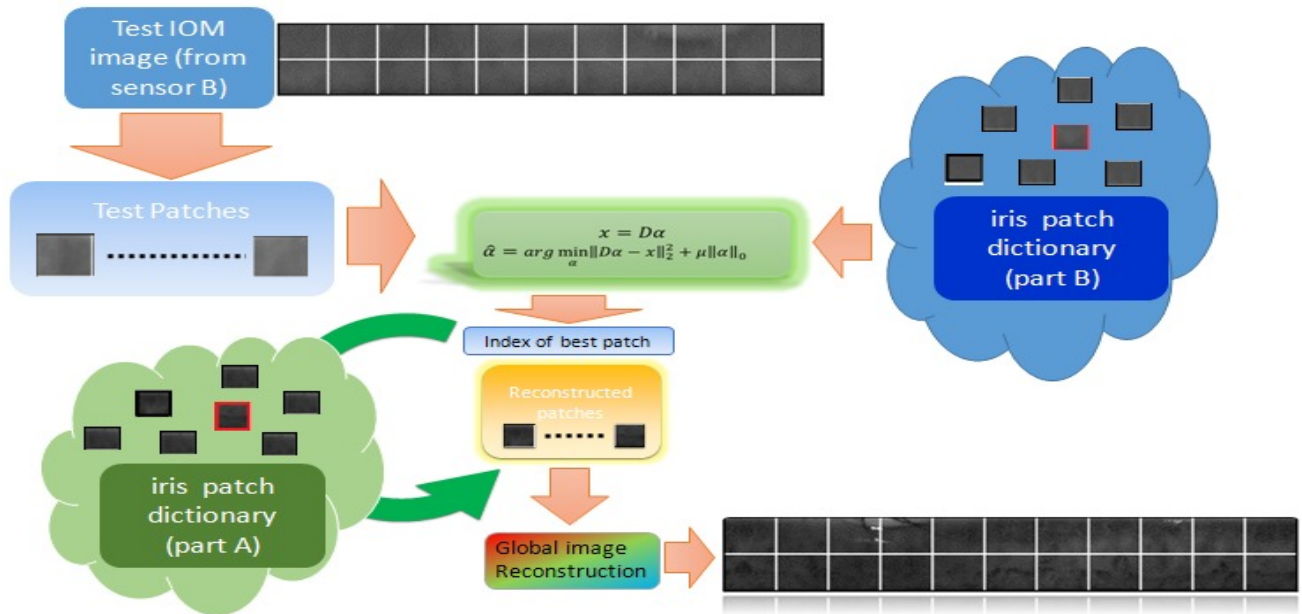 Test IOM
image (from
sensor B)
Test Patches
x = Dα
α̂ = arg min‖Dα − x‖₂² + μ‖α‖₀
α
iris patch
dictionary
(part B)
Index of best patch
Reconstructed
patches
iris patch
dictionary
(part A)
Global image
Reconstruction